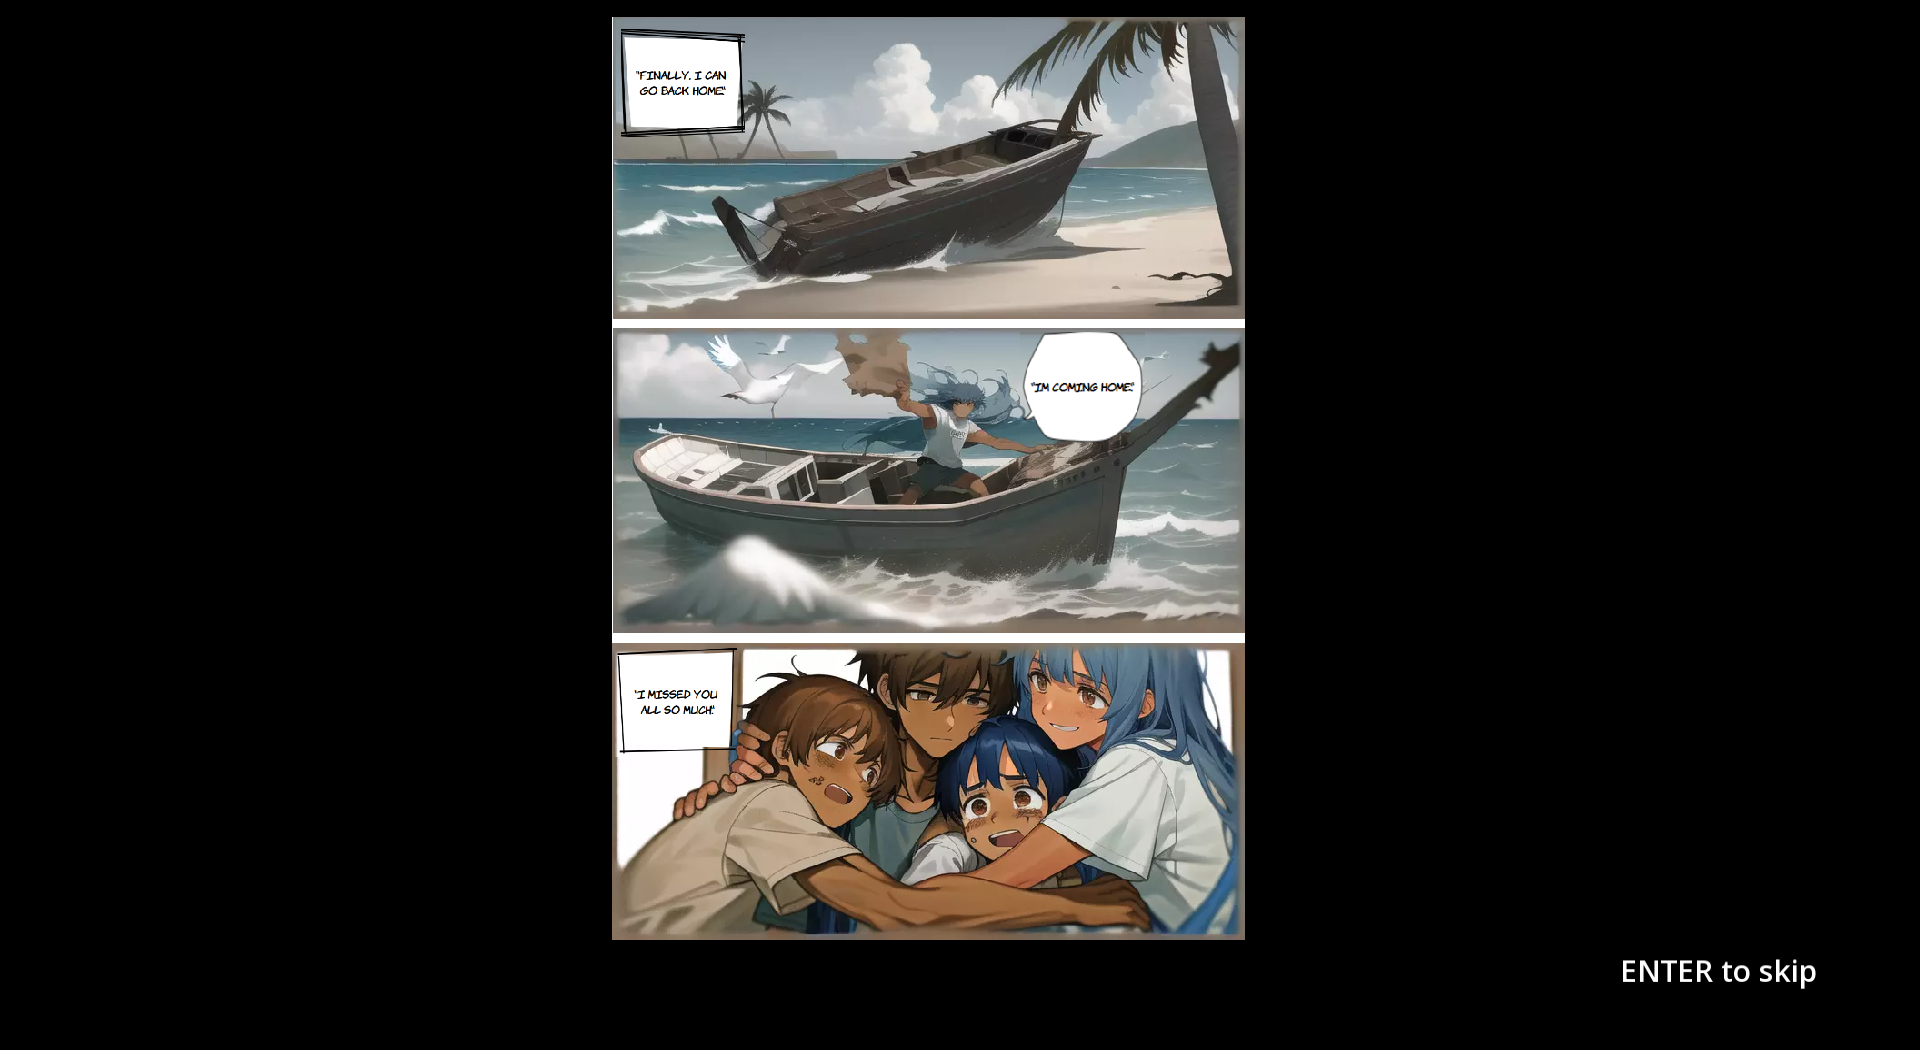 "FINALLY. I CAN
GO BACK HOME."
"IM COMING HOME."
"I MISSED YOU
ALL SO MUCH."
ENTER to skip